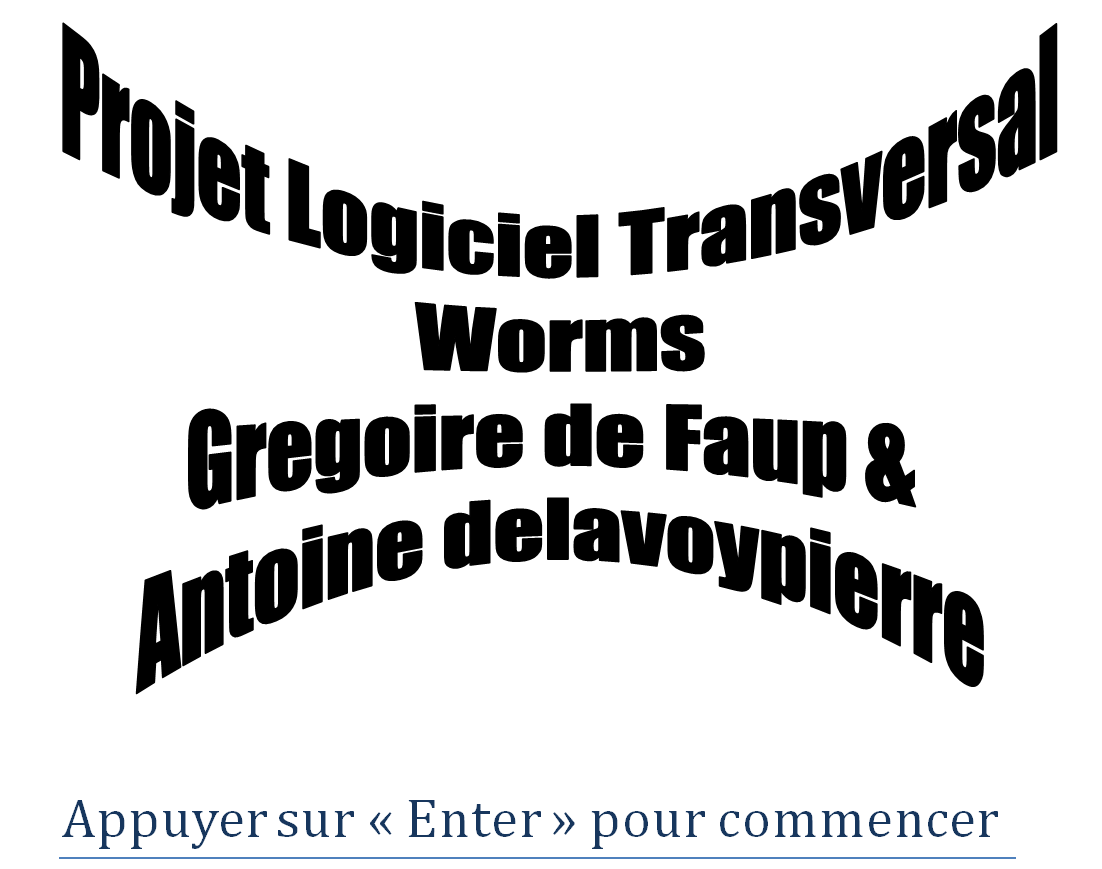 Projet Logiciel Transversal
Worms
Gregoire de Faup &
Antoine delavoypierre
Appuyer sur « Enter » pour commencer